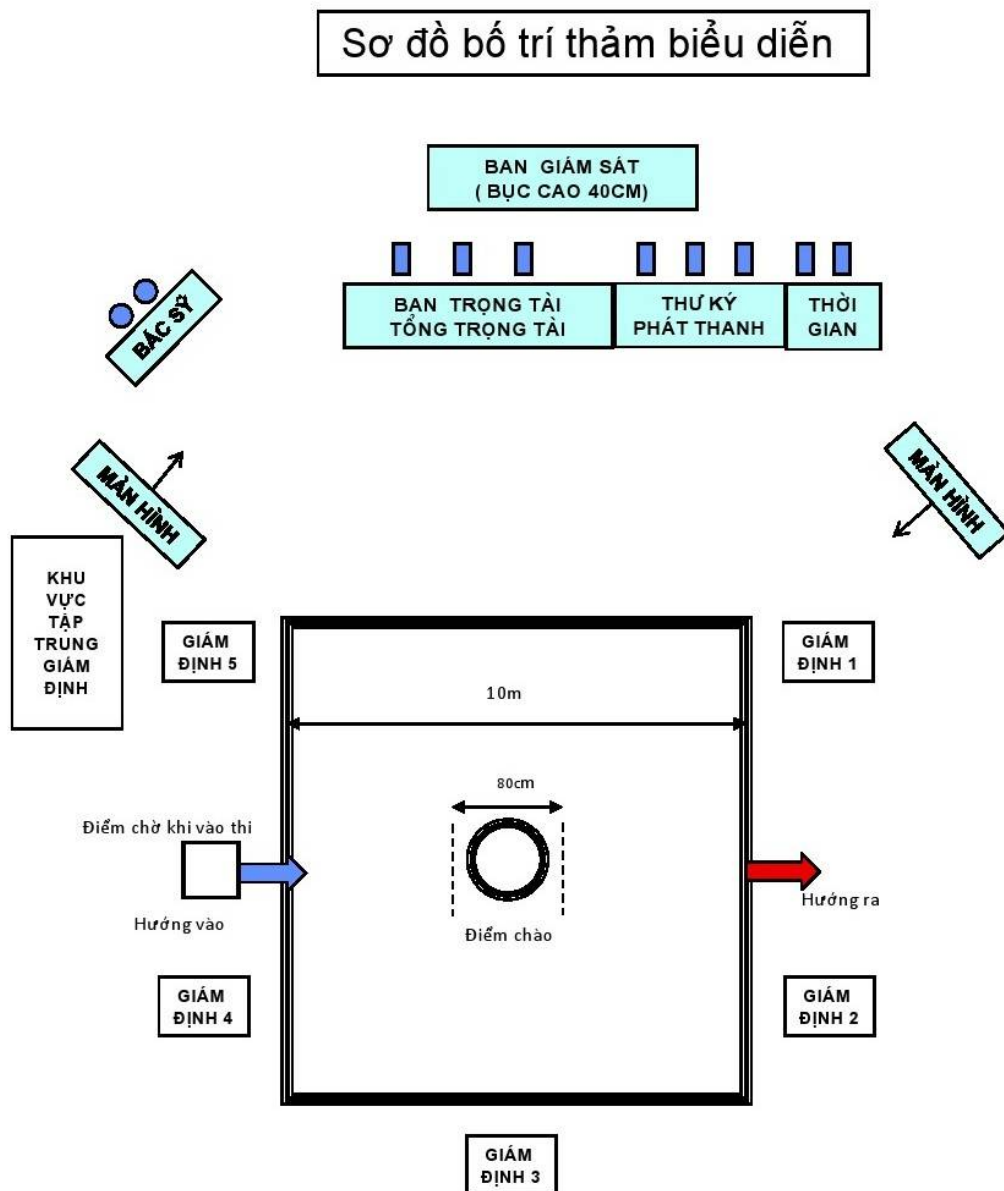 Sơ đồ bố trí thảm biểu diễn
BAN GIÁM SÁT
( BỤC CAO 40CM)
BÁC SỸ
BẠN TRỌNG TÀI
TỔNG TRỌNG TÀI
THƯ KÝ
PHÁT THANH
THỜI
GIAN
MÀN HÌNH
MÀN HÌNH
KHU
VỰC
TẬP
TRUNG
GIÁM
ĐỊNH
GIÁM
ĐỊNH 5
GIÁM
ĐỊNH 1
10m
80cm
Điểm chờ khi vào thi
Hướng vào
Điểm chào
Hướng ra
GIÁM
ĐỊNH 4
GIÁM
ĐỊNH 2
GIÁM
ĐỊNH 3